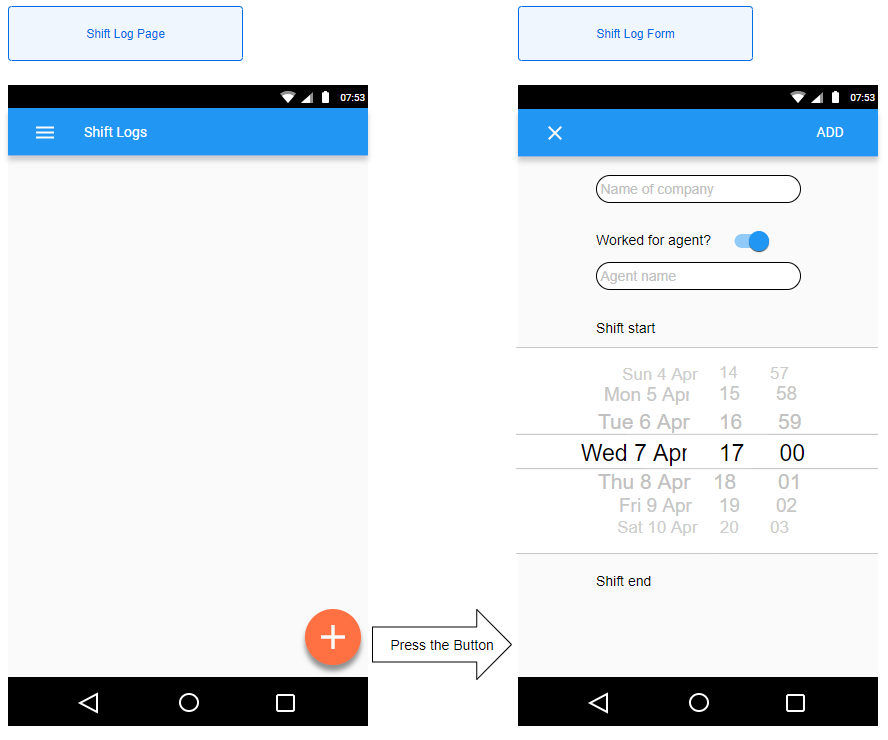 Shift Log Page
Shift Log Form
07:53
Shift Logs
07:53
ADD
Name of company
Worked for agent?
Agent name
Shift start
Sun 4 Apr 14 57
Mon 5 Apr 15 58
Tue 6 Apr 16 59
Wed 7 Apr 17 00
Thu 8 Apr 18 01
Fri 9 Apr 19 02
Sat 10 Apr 20 03
Shift end
Press the Button